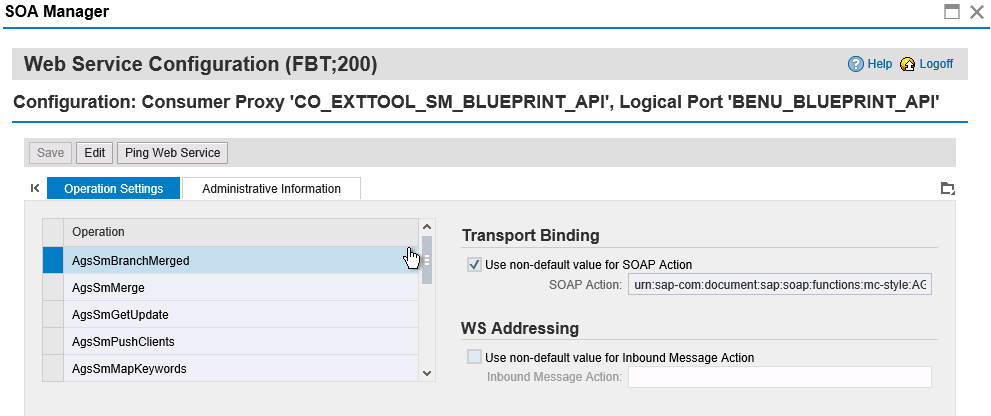 SOA Manager
Web Service Configuration (FBT;200)
Help Logoff
Configuration: Consumer Proxy 'CO_EXTTOOL_SM_BLUEPRINT_API', Logical Port 'BENU_BLUEPRINT_API'
Save Edit Ping Web Service
Operation Settings Administrative Information
Operation
AgsSmBranchMerged
AgsSmMerge
AgsSmGetUpdate
AgsSmPushClients
AgsSmMapKeywords
Transport Binding
Use non-default value for SOAP Action
SOAP Action: urn:sap-com:document:sap:soap:functions:mc-style:AG
WS Addressing
Use non-default value for Inbound Message Action
Inbound Message Action: